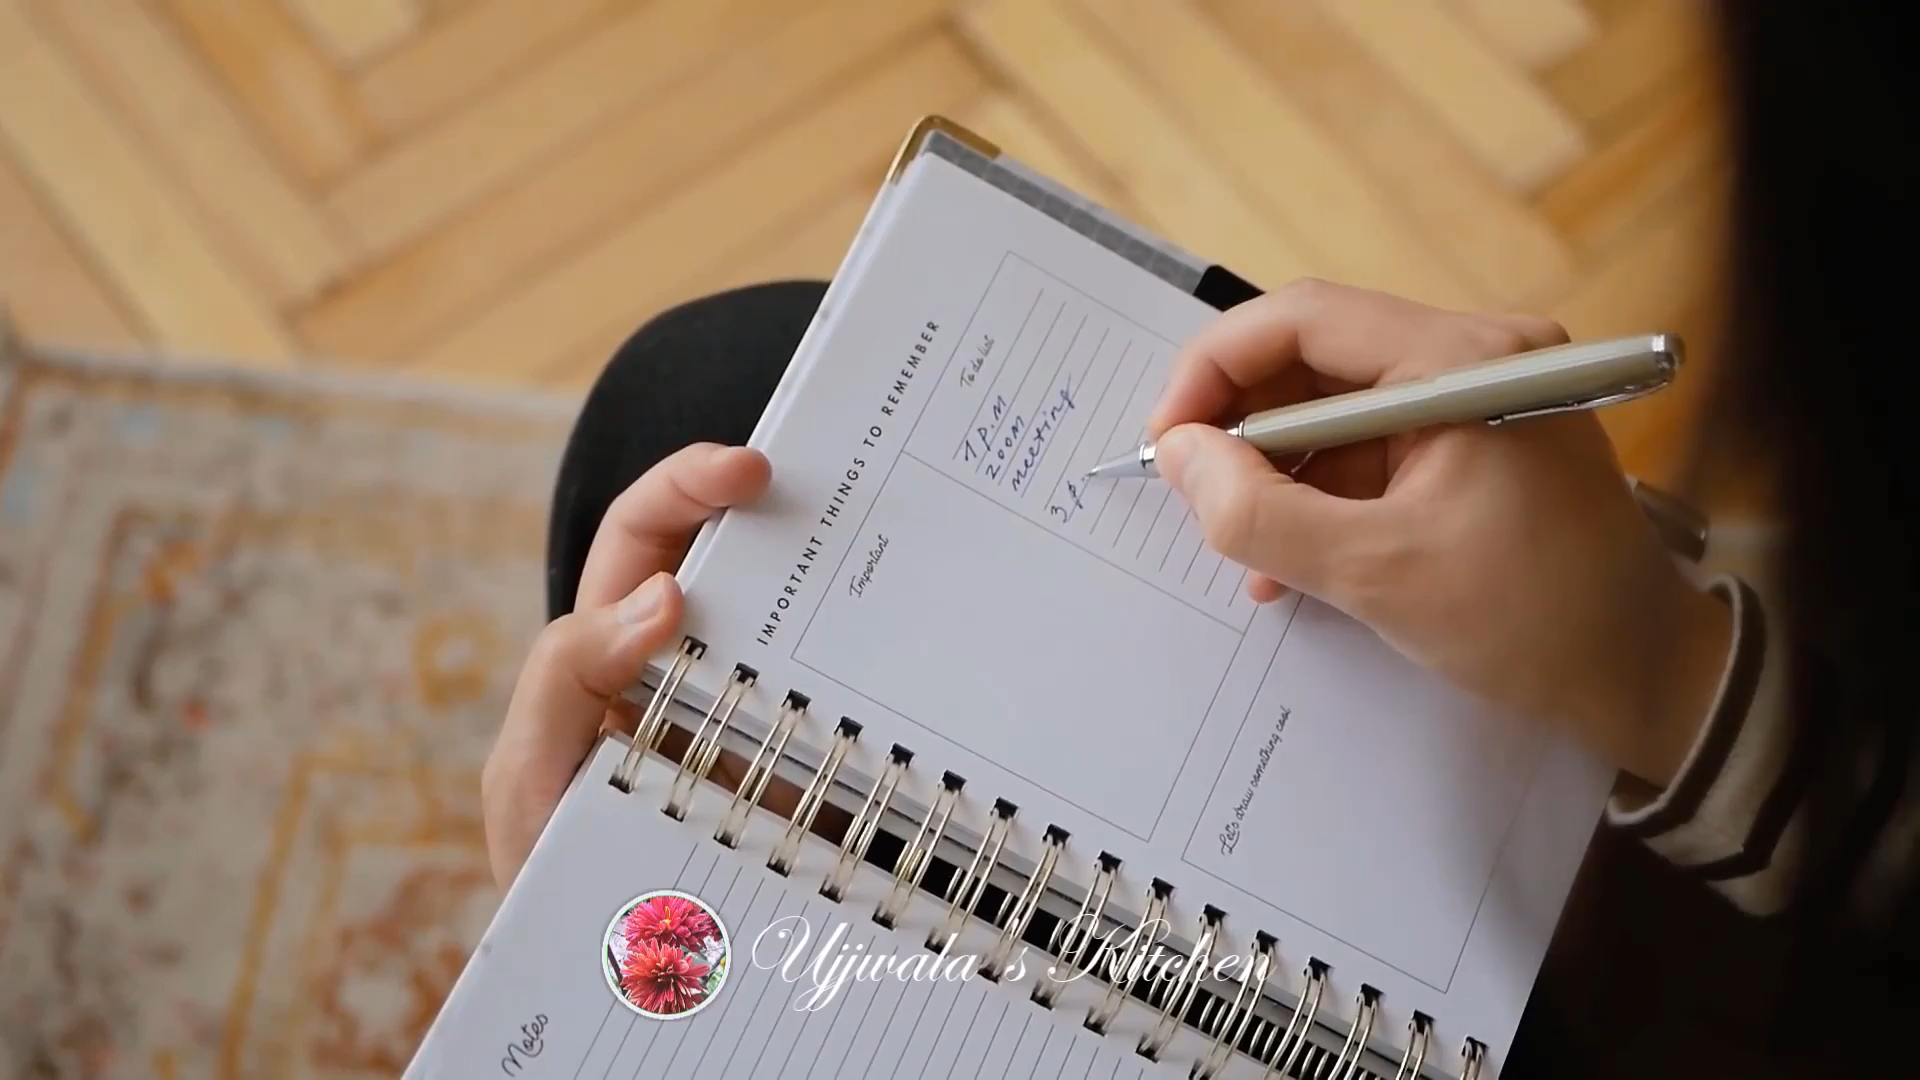 IMPORTANT THINGS TO REMEMBER
To do list
1 P.M
ZOOM
meeting
3 p.
Important
Let's draw something cool
Notes
Ujjwala's Kitchen